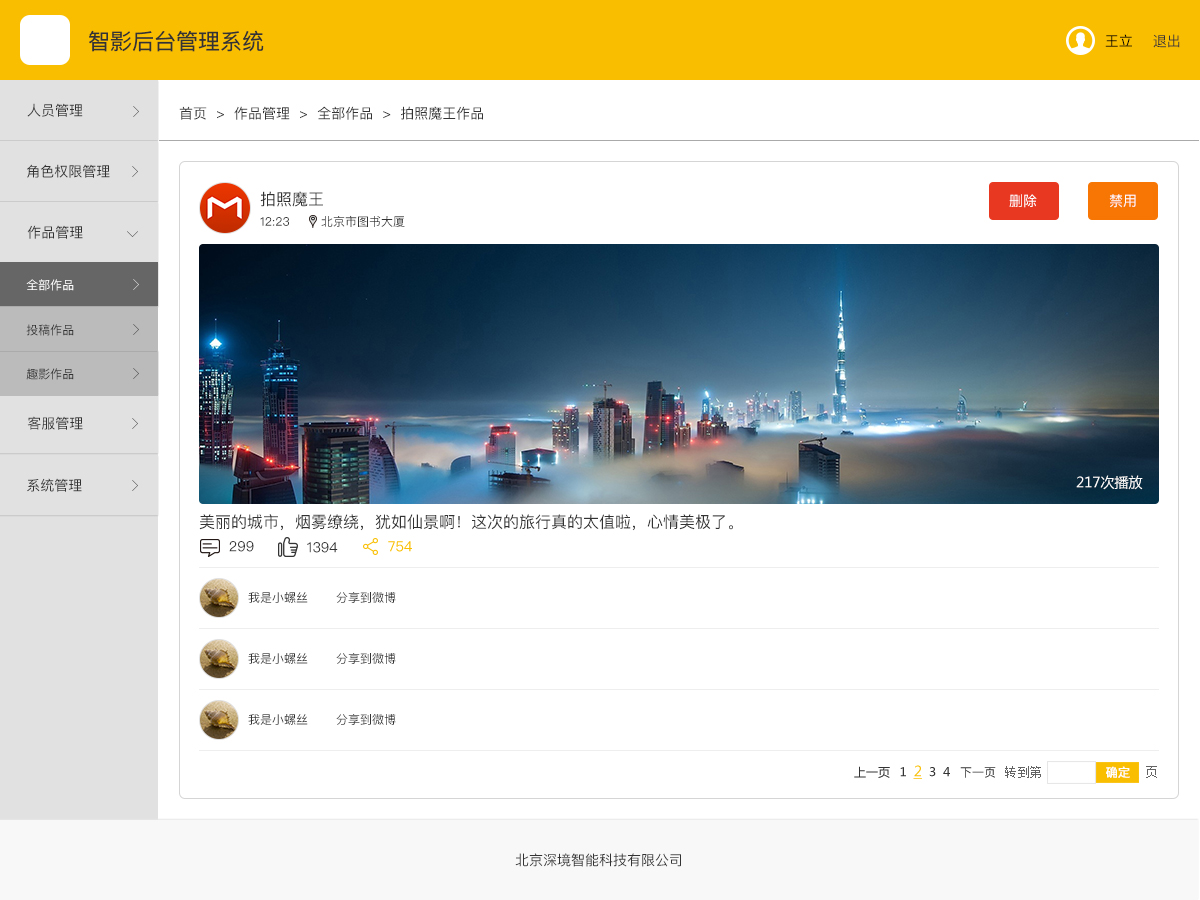 智影后台管理系统
王立 退出
人员管理
角色权限管理
作品管理
全部作品
投稿作品
趣影作品
客服管理
系统管理
首页 > 作品管理 > 全部作品 > 拍照魔王作品
拍照魔王
12:23 北京市图书大厦
删除 禁用
217次播放
美丽的城市，烟雾缭绕，犹如仙景啊！这次的旅行真的太值啦，心情美极了。
299 1394 754
我是小螺丝 分享到微博
我是小螺丝 分享到微博
我是小螺丝 分享到微博
上一页 1 2 3 4 下一页 转到第 确定 页
北京深境智能科技有限公司